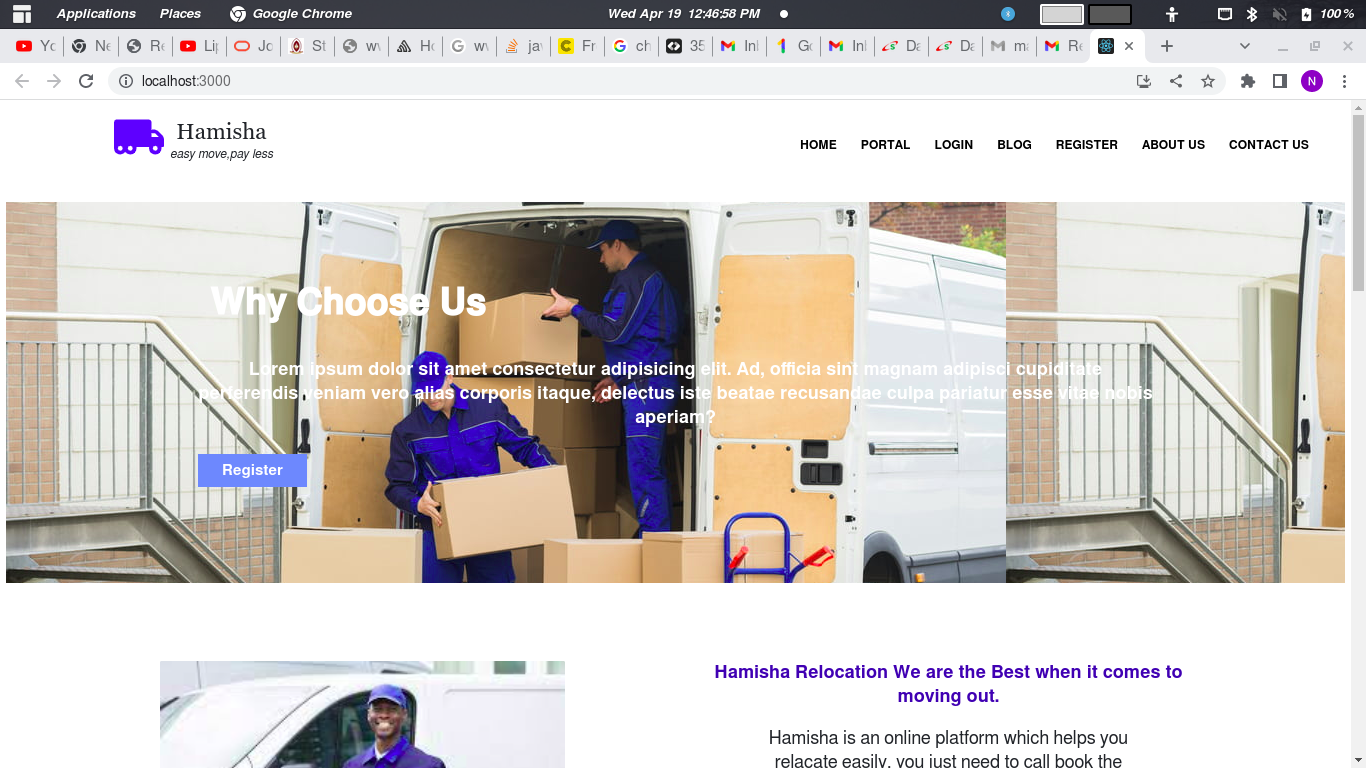 Applications Places Google Chrome Wed Apr 19 12:46:58 PM 100 %
Yo Ne Re Lip Jo St wv Ho wv jav Fr ch 35 Inl Go Inl Da Da ma Re
localhost:3000 N
Hamisha
easy move,pay less
HOME PORTAL LOGIN BLOG REGISTER ABOUT US CONTACT US
Why Choose Us
Lorem ipsum dolor sit amet consectetur adipisicing elit. Ad, officia sint magnam adipisci cupiditate
perferendis veniam vero alias corporis itaque, delectus iste beatae recusandae culpa pariatur esse vitae nobis
aperiam?
Register
Hamisha Relocation We are the Best when it comes to
moving out.
Hamisha is an online platform which helps you
relacate easily, you just need to call book the